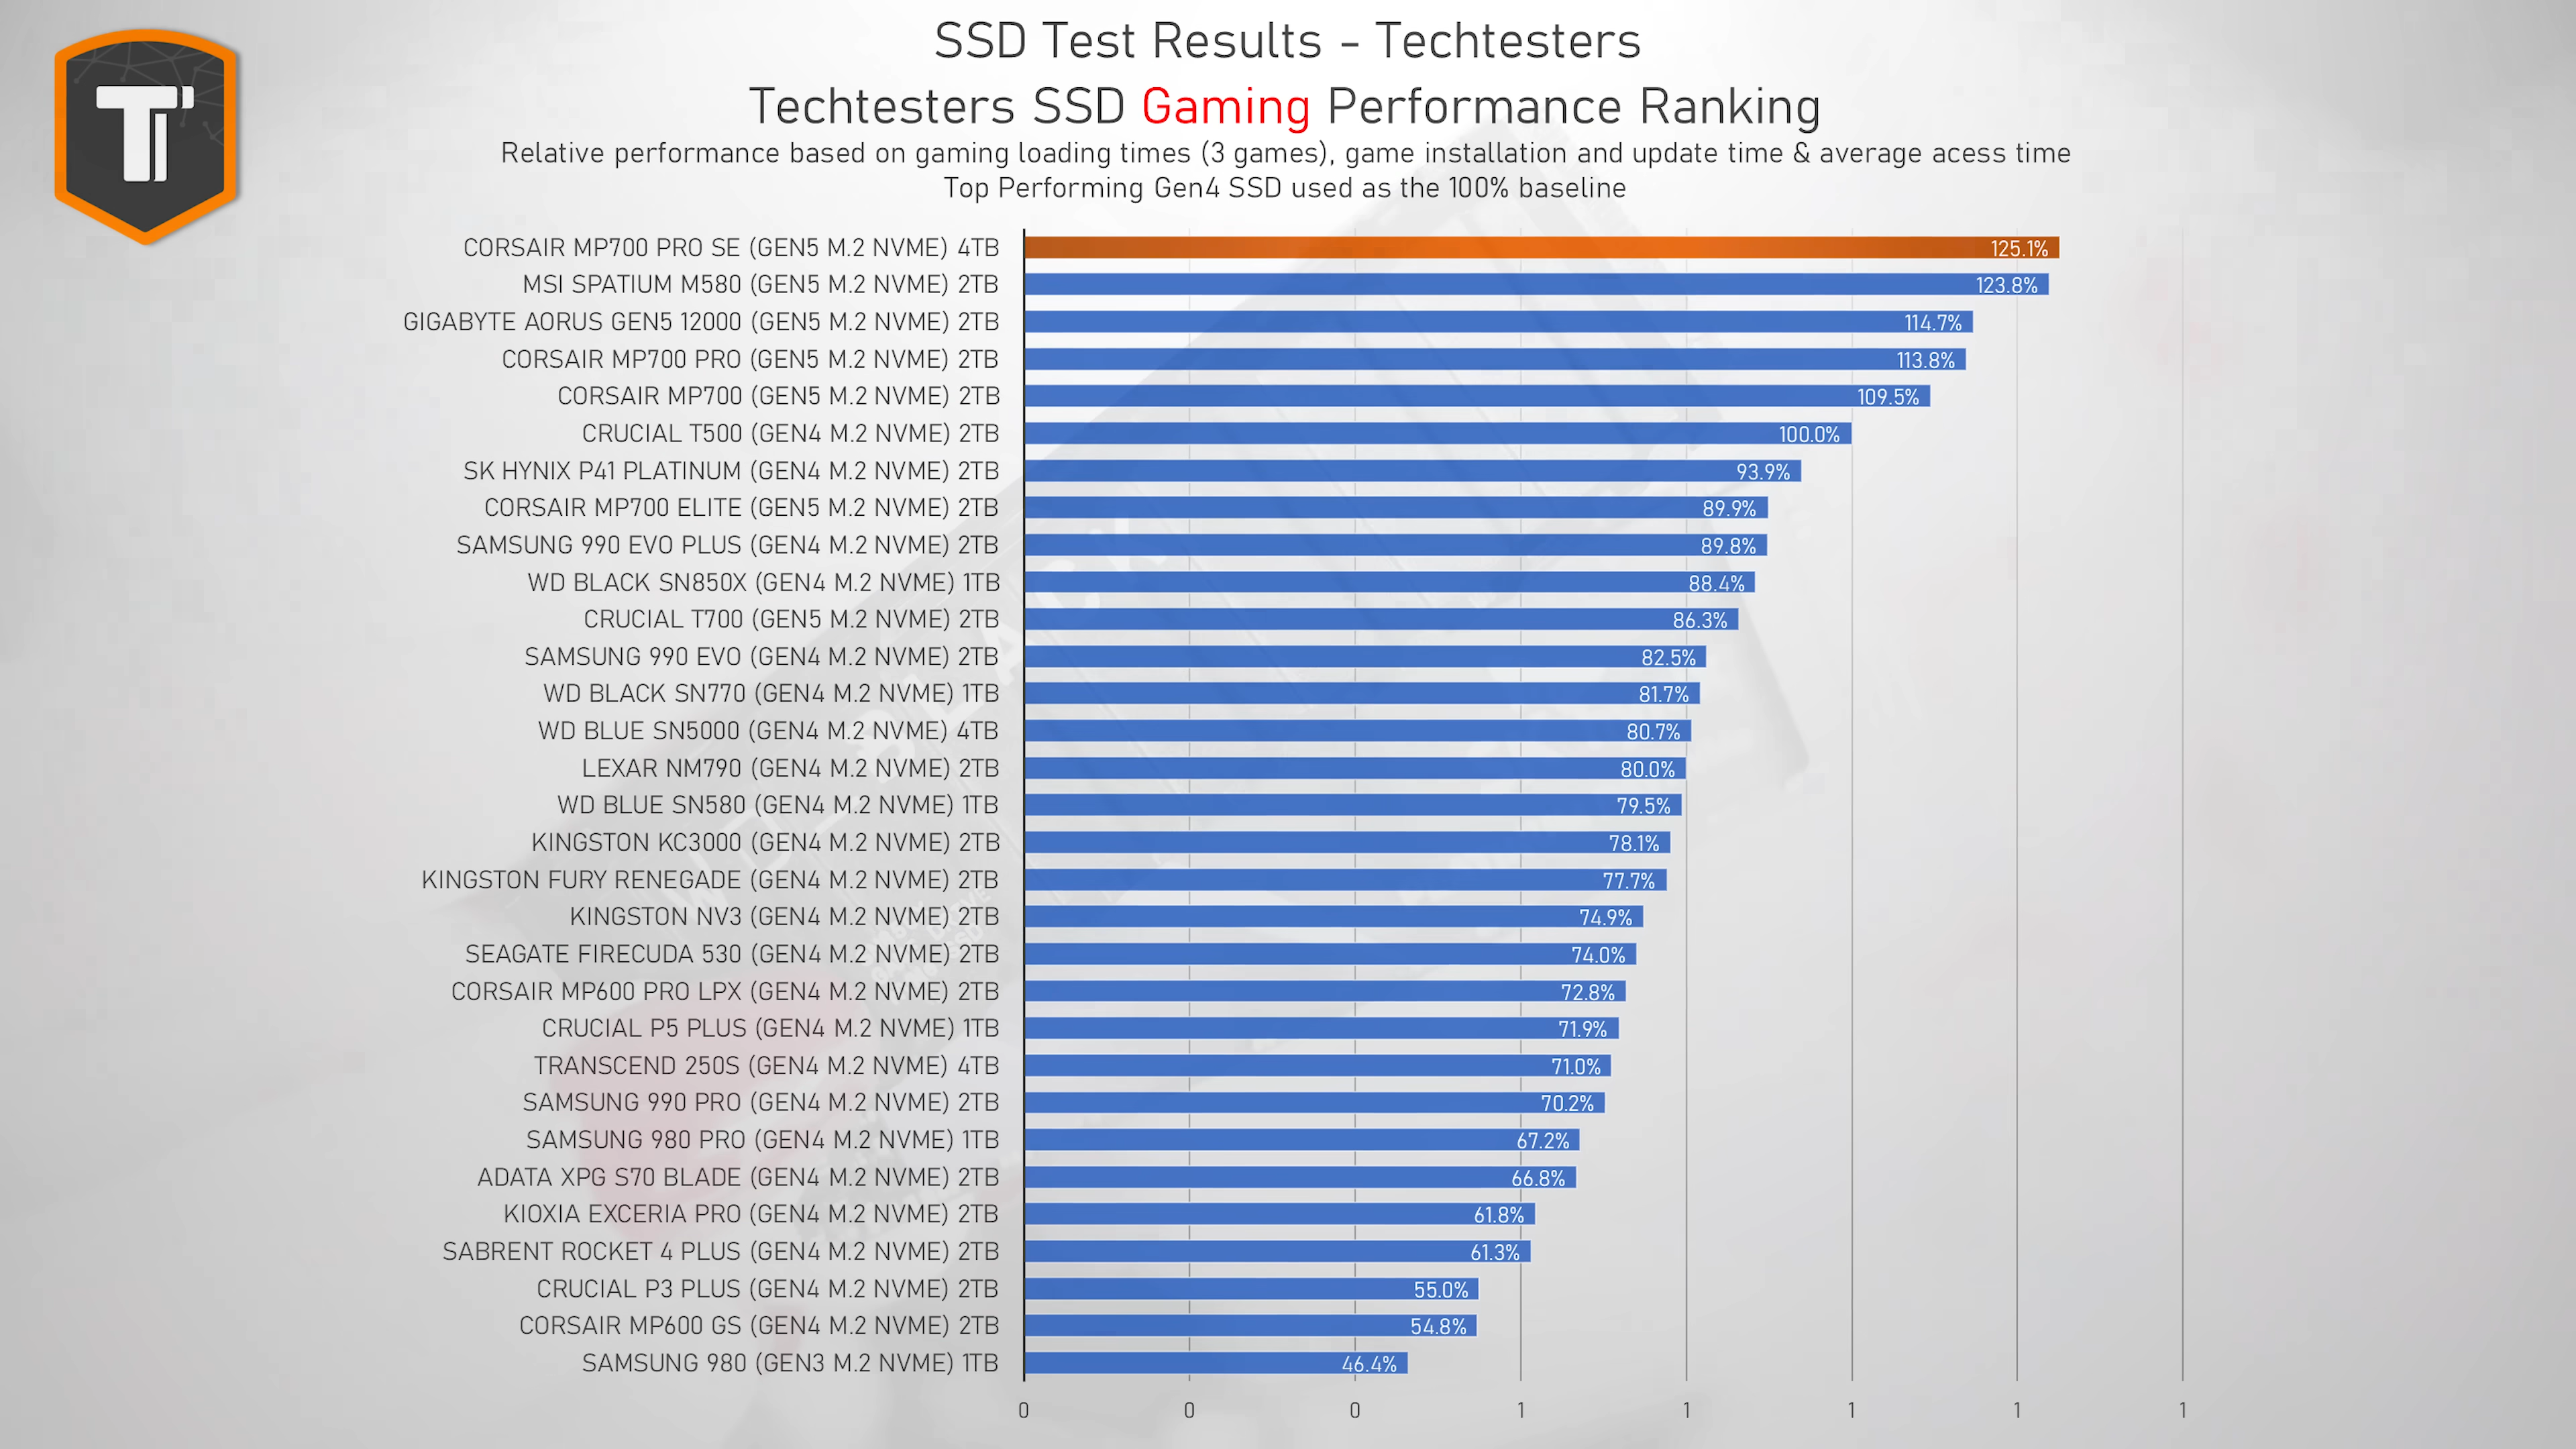 SSD Test Results - Techtesters
Techtesters SSD Gaming Performance Ranking
Relative performance based on gaming loading times (3 games), game installation and update time & average acess time
Top Performing Gen4 SSD used as the 100% baseline
CORSAIR MP700 PRO SE (GEN5 M.2 NVME) 4TB 125.1%
MSI SPATIUM M580 (GEN5 M.2 NVME) 2TB 123.8%
GIGABYTE AORUS GEN5 12000 (GEN5 M.2 NVME) 2TB 114.7%
CORSAIR MP700 PRO (GEN5 M.2 NVME) 2TB 113.8%
CORSAIR MP700 (GEN5 M.2 NVME) 2TB 109.5%
CRUCIAL T500 (GEN4 M.2 NVME) 2TB 100.0%
SK HYNIX P41 PLATINUM (GEN4 M.2 NVME) 2TB 93.9%
CORSAIR MP700 ELITE (GEN5 M.2 NVME) 2TB 89.9%
SAMSUNG 990 EVO PLUS (GEN4 M.2 NVME) 2TB 89.8%
WD BLACK SN850X (GEN4 M.2 NVME) 1TB 88.4%
CRUCIAL T700 (GEN5 M.2 NVME) 2TB 86.3%
SAMSUNG 990 EVO (GEN4 M.2 NVME) 2TB 82.5%
WD BLACK SN770 (GEN4 M.2 NVME) 1TB 81.7%
WD BLUE SN5000 (GEN4 M.2 NVME) 4TB 80.7%
LEXAR NM790 (GEN4 M.2 NVME) 2TB 80.0%
WD BLUE SN580 (GEN4 M.2 NVME) 1TB 79.5%
KINGSTON KC3000 (GEN4 M.2 NVME) 2TB 78.1%
KINGSTON FURY RENEGADE (GEN4 M.2 NVME) 2TB 77.7%
KINGSTON NV3 (GEN4 M.2 NVME) 2TB 74.9%
SEAGATE FIRECUDA 530 (GEN4 M.2 NVME) 2TB 74.0%
CORSAIR MP600 PRO LPX (GEN4 M.2 NVME) 2TB 72.8%
CRUCIAL P5 PLUS (GEN4 M.2 NVME) 1TB 71.9%
TRANSCEND 250S (GEN4 M.2 NVME) 4TB 71.0%
SAMSUNG 990 PRO (GEN4 M.2 NVME) 2TB 70.2%
SAMSUNG 980 PRO (GEN4 M.2 NVME) 1TB 67.2%
ADATA XPG S70 BLADE (GEN4 M.2 NVME) 2TB 66.8%
KIOXIA EXCERIA PRO (GEN4 M.2 NVME) 2TB 61.8%
SABRENT ROCKET 4 PLUS (GEN4 M.2 NVME) 2TB 61.3%
CRUCIAL P3 PLUS (GEN4 M.2 NVME) 2TB 55.0%
CORSAIR MP600 GS (GEN4 M.2 NVME) 2TB 54.8%
SAMSUNG 980 (GEN3 M.2 NVME) 1TB 46.4%
0 0 0 1 1 1 1 1